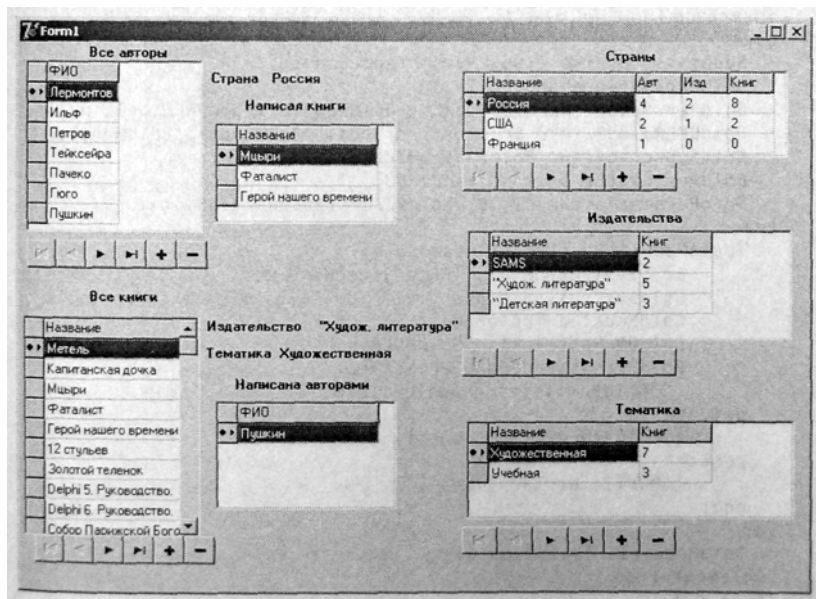 Form1
Все авторы
ФИО
Лермонтов
Ильф
Петров
Тейксейра
Пачеко
Гюго
Пушкин
Страна Россия
Написал книги
Название
Мцыри
Фаталист
Герой нашего времени
Страны
Название Авт Изд Книг
Россия 4 2 8
США 2 1 2
Франция 1 0 0
Издательства
Название Книг
SAMS 2
"Худож. литература" 5
"Детская литература" 3
Все книги
Название
Метель
Капитанская дочка
Мцыри
Фаталист
Герой нашего времени
12 стульев
Золотой теленок
Delphi 5. Руководство.
Delphi 6. Руководство.
Собор Парижской Бого
Издательство "Худож. литература"
Тематика Художественная
Написана авторами
ФИО
Пушкин
Тематика
Название Книг
Художественная 7
Учебная 3